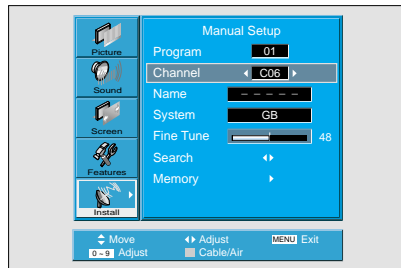 Manual Setup
Picture
Sound
Screen
Features
Install
Program 01
Channel C06
Name – – – – –
System GB
Fine Tune 48
Search
Memory
Move Adjust MENU Exit
0 ~ 9 Adjust Cable/Air